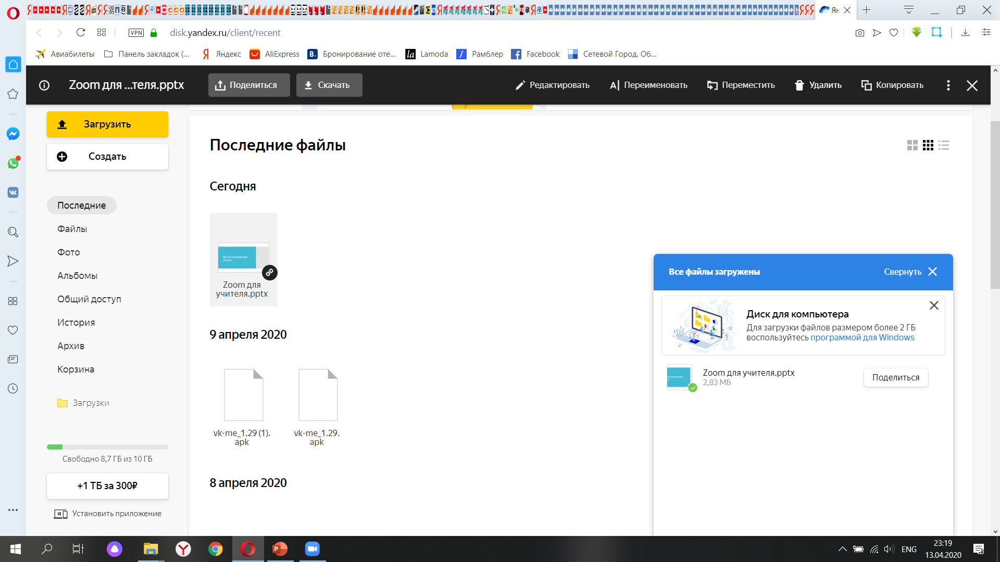 Ян
VPN
disk.yandex.ru/client/recent
Авиабилеты
Панель закладок (...
Яндекс
AliExpress
Бронирование оте...
Lamoda
Рамблер
Facebook
Сетевой Город. Об...
Zoom для ...теля.pptx
Поделиться
Скачать
Редактировать
Переименовать
Переместить
Удалить
Копировать
Загрузить
Создать
Последние
Файлы
Фото
Альбомы
Общий доступ
История
Архив
Корзина
Загрузки
Свободно 8,7 ГБ из 10 ГБ
+1 ТБ за 300₽
Установить приложение
Последние файлы
Сегодня
Использование
Zoom
Zoom для
учителя.pptx
9 апреля 2020
vk-me_1.29 (1).
apk
vk-me_1.29.
apk
8 апреля 2020
Все файлы загружены
Свернуть
Диск для компьютера
Для загрузки файлов размером более 2 ГБ
воспользуйтесь программой для Windows
Zoom для учителя.pptx
2,83 МБ
Поделиться
ENG
23:19
13.04.2020